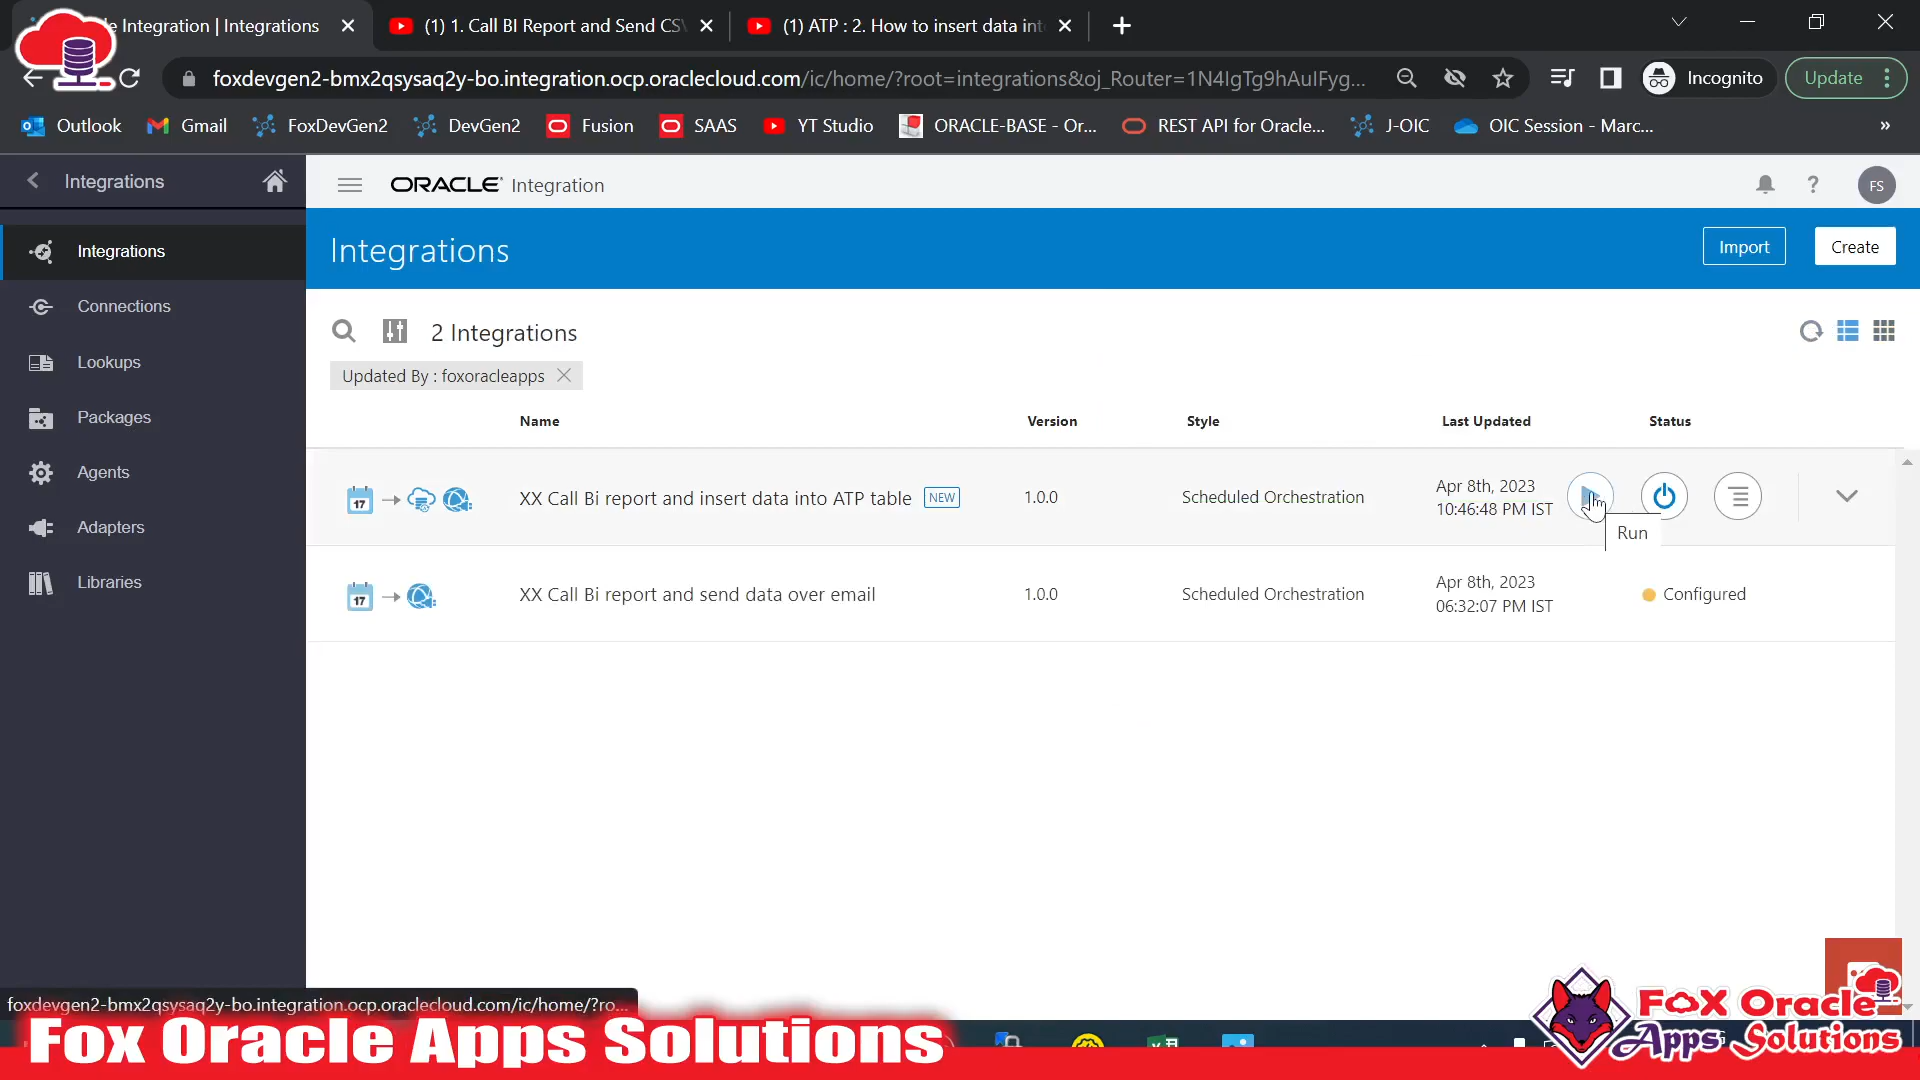 Integration | Integrations
(1) 1. Call BI Report and Send CS
(1) ATP : 2. How to insert data int
foxdevgen2-bmx2qsysaq2y-bo.integration.ocp.oraclecloud.com/ic/home/?root=integrations&oj_Router=1N4IgTg9hAuIFyg...
Incognito
Update
Outlook
Gmail
FoxDevGen2
DevGen2
Fusion
SAAS
YT Studio
ORACLE-BASE - Or...
REST API for Oracle...
J-OIC
OIC Session - Marc...
»
Integrations
ORACLE Integration
FS
Integrations
Connections
Lookups
Packages
Agents
Adapters
Libraries
Integrations
Import
Create
2 Integrations
Updated By : foxoracleapps
Name
Version
Style
Last Updated
Status
17
XX Call Bi report and insert data into ATP table
NEW
1.0.0
Scheduled Orchestration
Apr 8th, 2023
10:46:48 PM IST
Run
17
XX Call Bi report and send data over email
1.0.0
Scheduled Orchestration
Apr 8th, 2023
06:32:07 PM IST
Configured
foxdevgen2-bmx2qsysaq2y-bo.integration.ocp.oraclecloud.com/ic/home/?ro...
Fox Oracle Apps Solutions
Fox Oracle
Apps Solutions